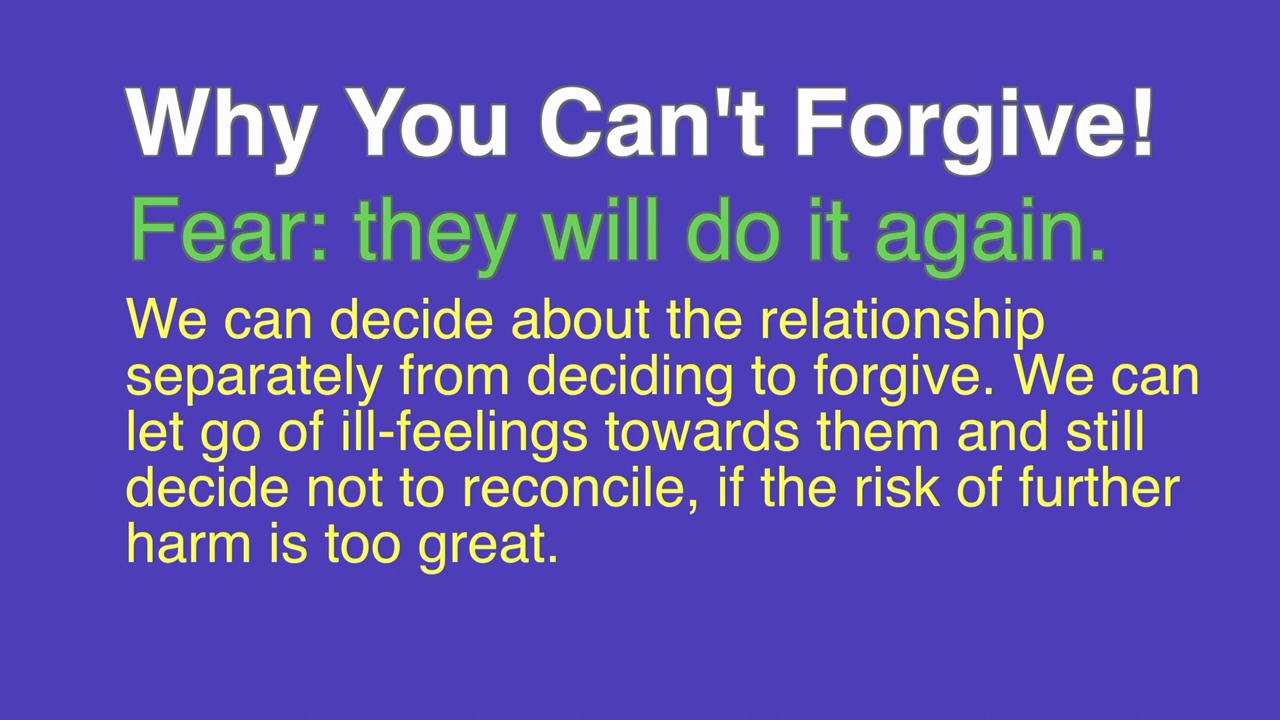 Why You Can't Forgive!
Fear: they will do it again.
We can decide about the relationship
separately from deciding to forgive. We can
let go of ill-feelings towards them and still
decide not to reconcile, if the risk of further
harm is too great.